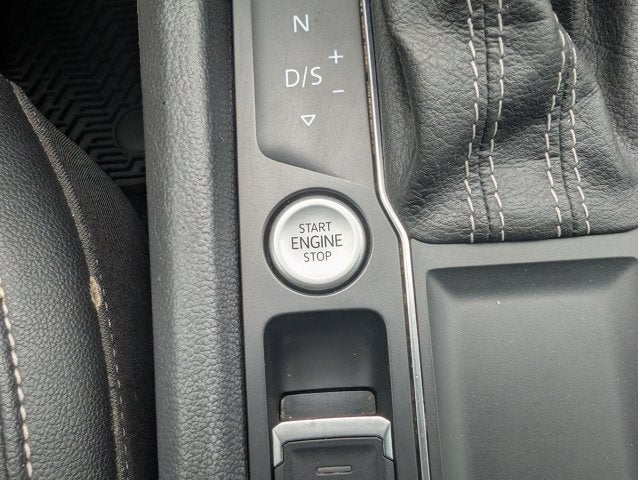 N
D/S
+
−
START
ENGINE
STOP